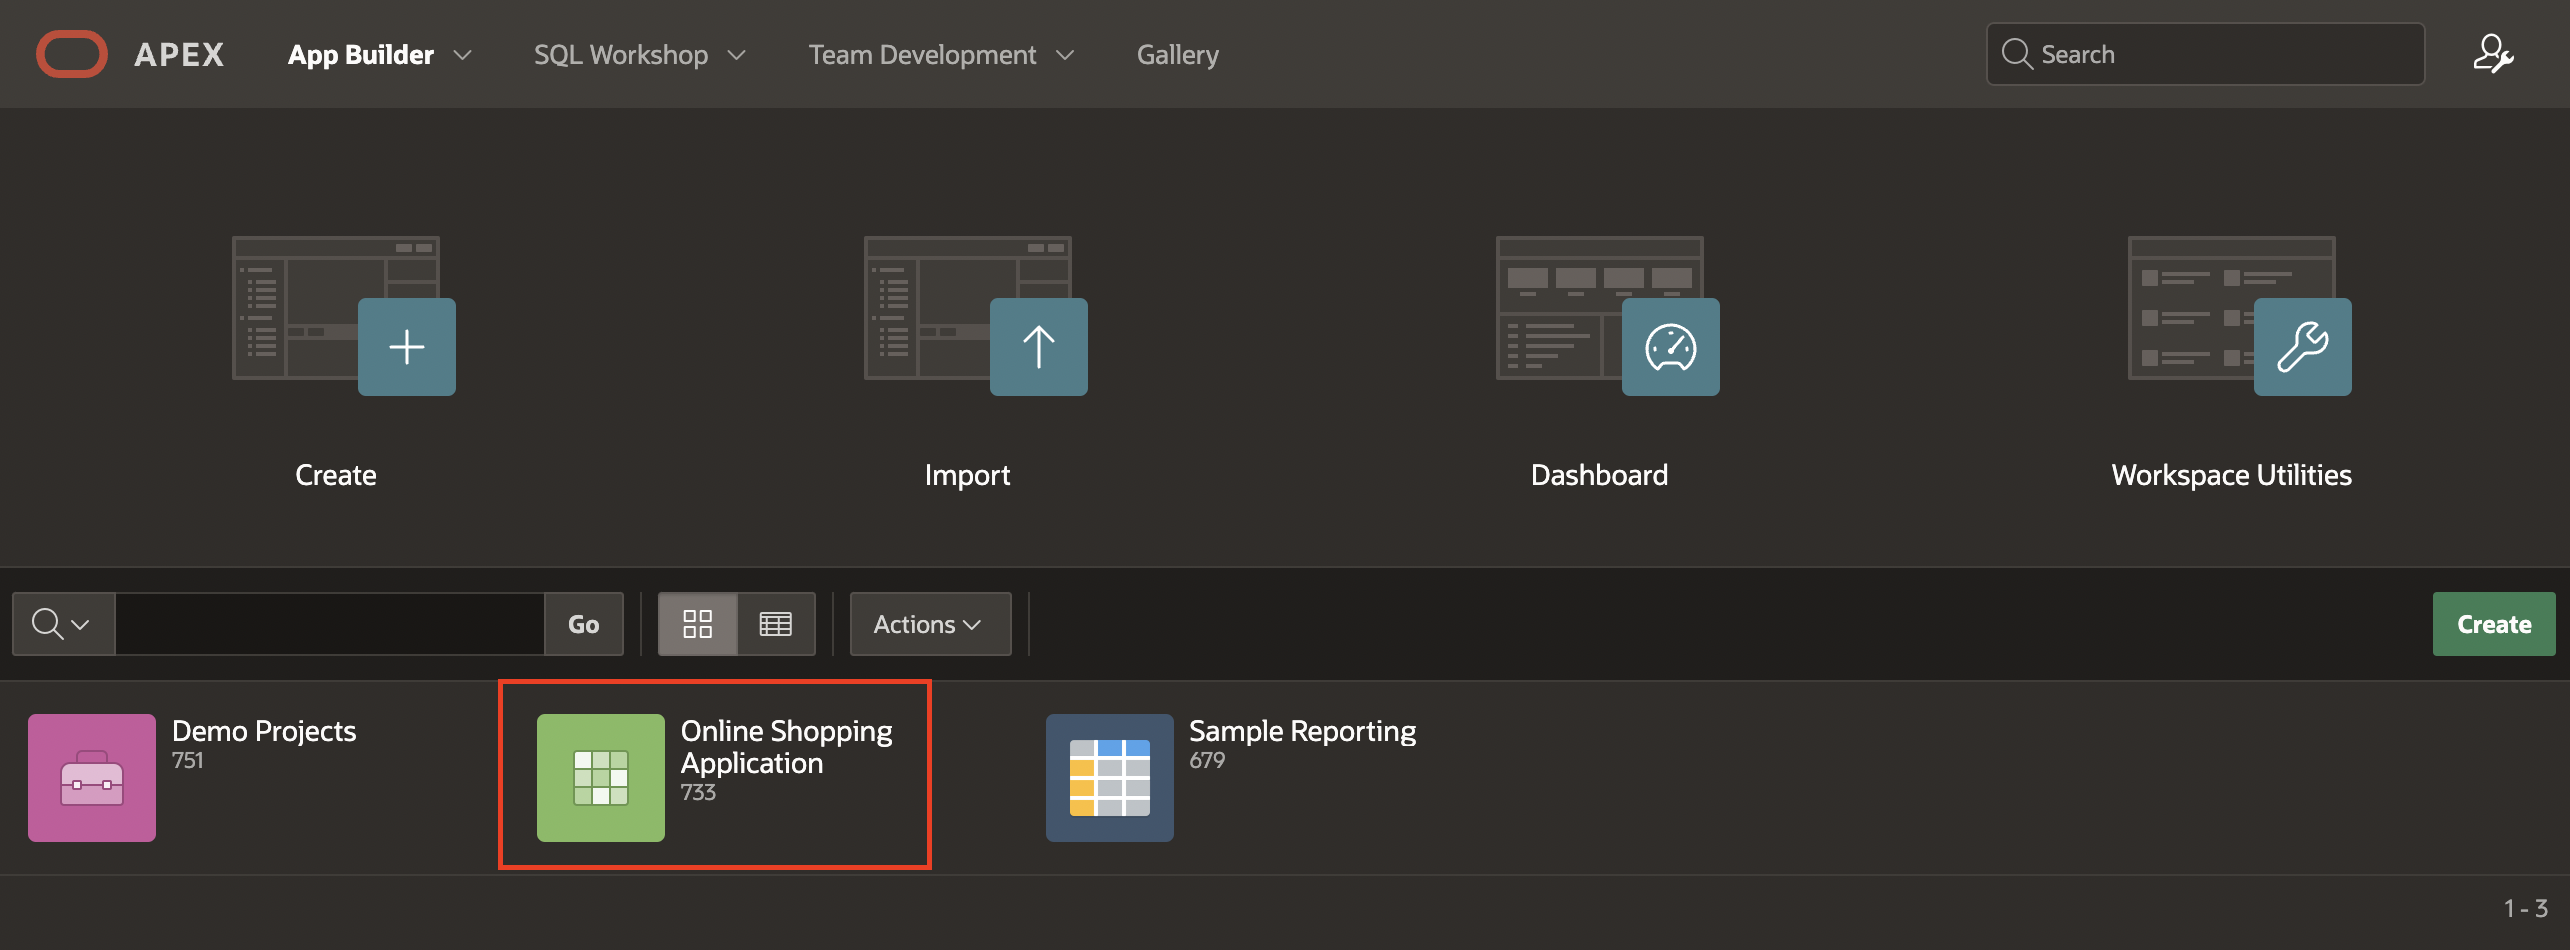 APEX App Builder SQL Workshop Team Development Gallery Search
Create Import Dashboard Workspace Utilities
Go Actions Create
Demo Projects
751
Online Shopping
Application
733
Sample Reporting
679
1 - 3